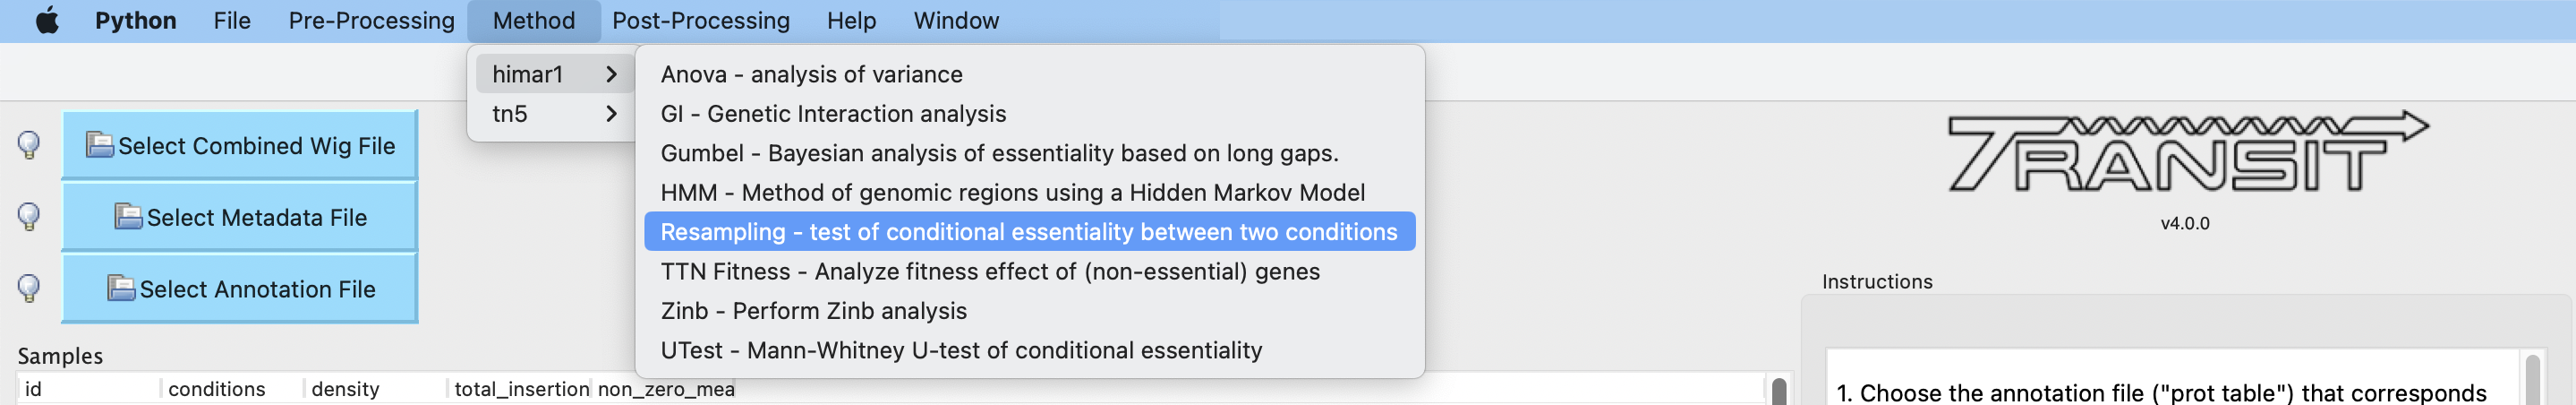 Python File Pre-Processing Method Post-Processing Help Window
himar1
tn5
Anova - analysis of variance
GI - Genetic Interaction analysis
Gumbel - Bayesian analysis of essentiality based on long gaps.
HMM - Method of genomic regions using a Hidden Markov Model
Resampling - test of conditional essentiality between two conditions
TTN Fitness - Analyze fitness effect of (non-essential) genes
Zinb - Perform Zinb analysis
UTest - Mann-Whitney U-test of conditional essentiality
Select Combined Wig File
Select Metadata File
Select Annotation File
TRANSIT
v4.0.0
Samples
id conditions density total_insertion non_zero_mea
Instructions
1. Choose the annotation file ("prot table") that corresponds